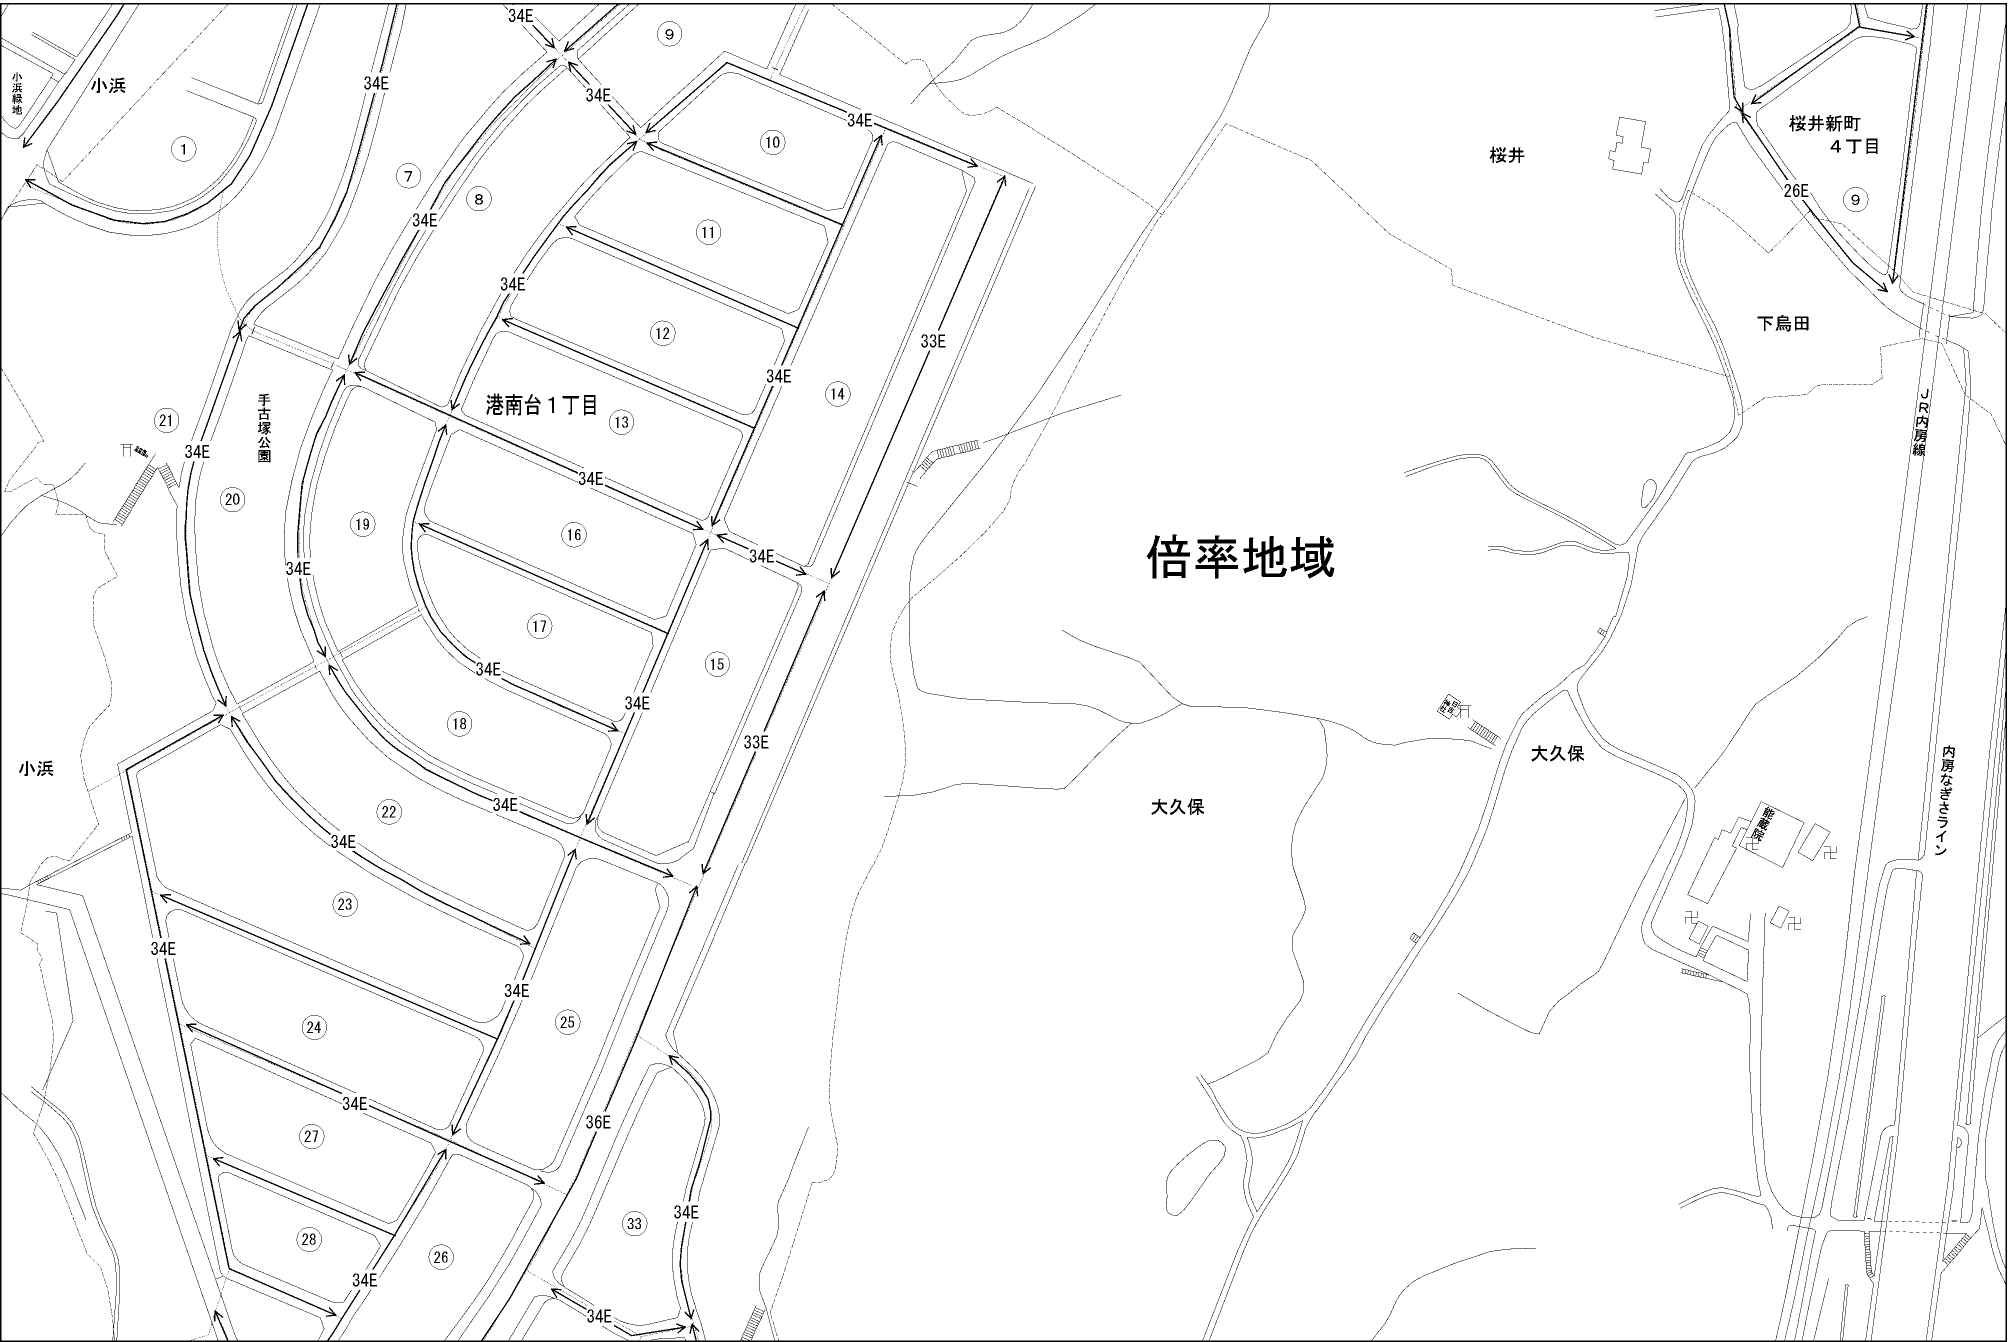 34E
⑨
小浜
小浜緑地
34E
34E
34E
⑩
桜井新町
4丁目
①
桜井
⑦
⑧
26E
⑨
34E
⑪
34E
下烏田
⑫
33E
34E
⑭
港南台1丁目
⑬
㉑
手古塚公園
JR内房線
34E
34E
⑳
⑲
⑯
34E
倍率地域
34E
⑰
34E
⑮
34E
⑱
33E
小浜
大久保
内房なぎさライン
34E
大久保
㉒
能蔵院
34E
㉓
34E
34E
㉔
㉕
34E
36E
㉗
34E
㉝
㉘
㉖
34E
34E